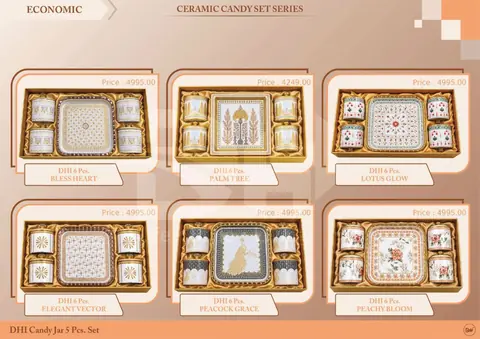 ECONOMIC
CERAMIC CANDY SET SERIES
Price : 4995.00
Price : 4249.00
Price : 4995.00
DHI 6 Pcs.
BLESS HEART
DHI 6 Pcs.
PALM TREE
DHI 6 Pcs.
LOTUS GLOW
Price : 4995.00
Price : 4995.00
Price : 4995.00
DHI 6 Pcs.
ELEGANT VECTOR
DHI 6 Pcs.
PEACOCK GRACE
DHI 6 Pcs.
PEACHY BLOOM
DHI Candy Jar 5 Pcs. Set